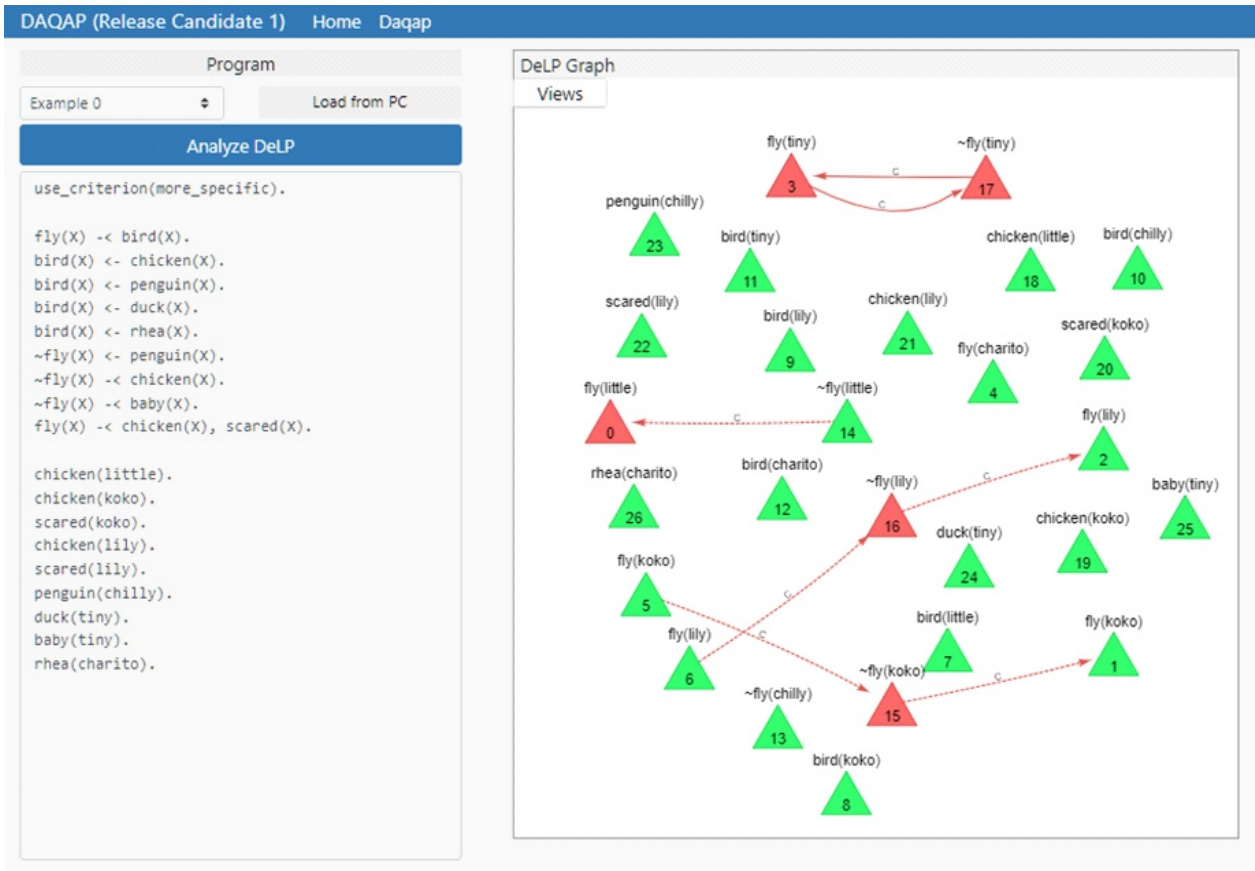 DAQAP (Release Candidate 1) Home Daqap
Program
Example 0 Load from PC
Analyze DeLP
use_criterion(more_specific).
fly(X) -< bird(X).
bird(X) <- chicken(X).
bird(X) <- penguin(X).
bird(X) <- duck(X).
bird(X) <- rhea(X).
~fly(X) <- penguin(X).
~fly(X) -< chicken(X).
~fly(X) -< baby(X).
fly(X) -< chicken(X), scared(X).
chicken(little).
chicken(koko).
scared(koko).
chicken(lily).
scared(lily).
penguin(chilly).
duck(tiny).
baby(tiny).
rhea(charito).
DeLP Graph
Views
fly(tiny) ~fly(tiny)
c
3 17
c
penguin(chilly)
23
bird(tiny) chicken(little) bird(chilly)
11 18 10
scared(lily) bird(lily) chicken(lily) scared(koko)
22 9 21 fly(charito) 20
4
fly(little) ~fly(little) fly(lily)
0 c 14 2
rhea(charito) bird(charito) ~fly(lily) c baby(tiny)
26 12 16 25
duck(tiny) chicken(koko)
24 19
fly(koko)
5 c
fly(lily) c bird(little) fly(koko)
6 7 1
~fly(koko) c
15
~fly(chilly)
13
bird(koko)
8